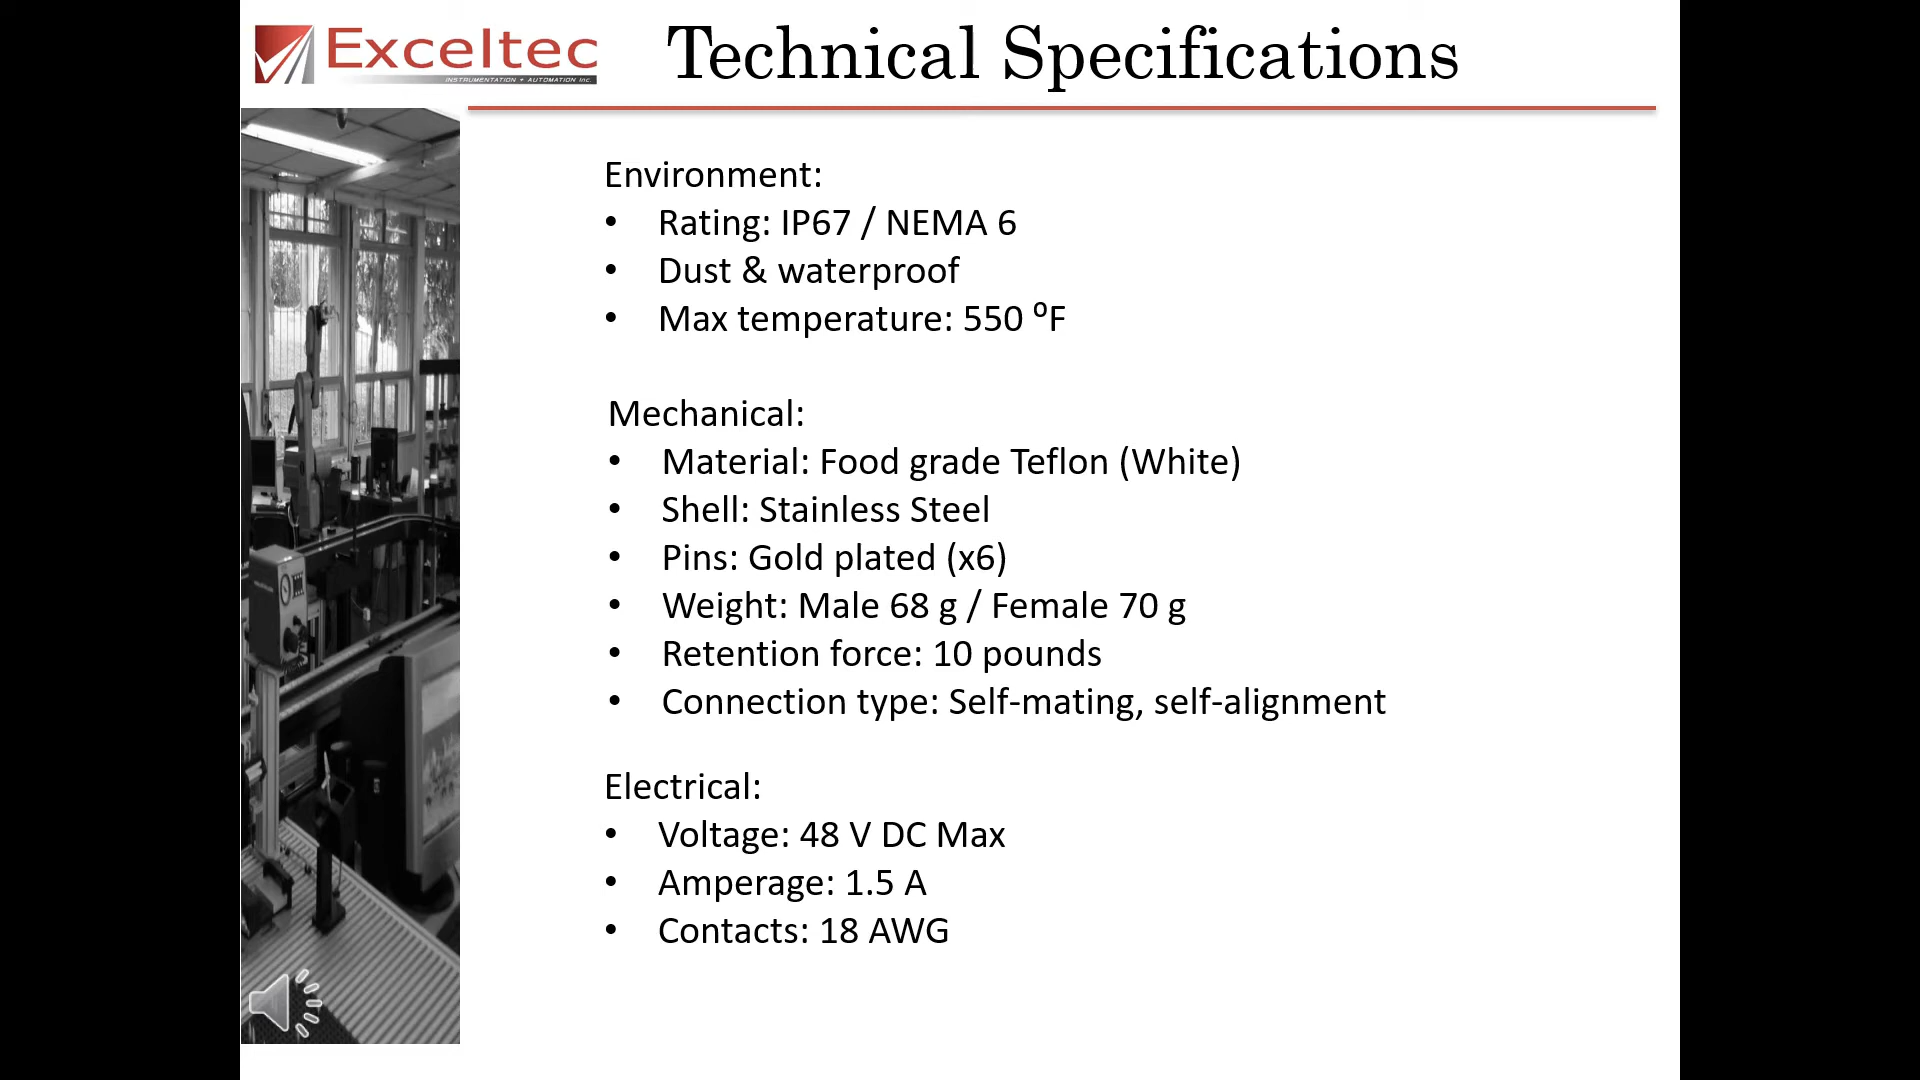 Exceltec
INSTRUMENTATION + AUTOMATION Inc.
Technical Specifications
Environment:
• Rating: IP67 / NEMA 6
• Dust & waterproof
• Max temperature: 550 ºF
Mechanical:
• Material: Food grade Teflon (White)
• Shell: Stainless Steel
• Pins: Gold plated (x6)
• Weight: Male 68 g / Female 70 g
• Retention force: 10 pounds
• Connection type: Self-mating, self-alignment
Electrical:
• Voltage: 48 V DC Max
• Amperage: 1.5 A
• Contacts: 18 AWG